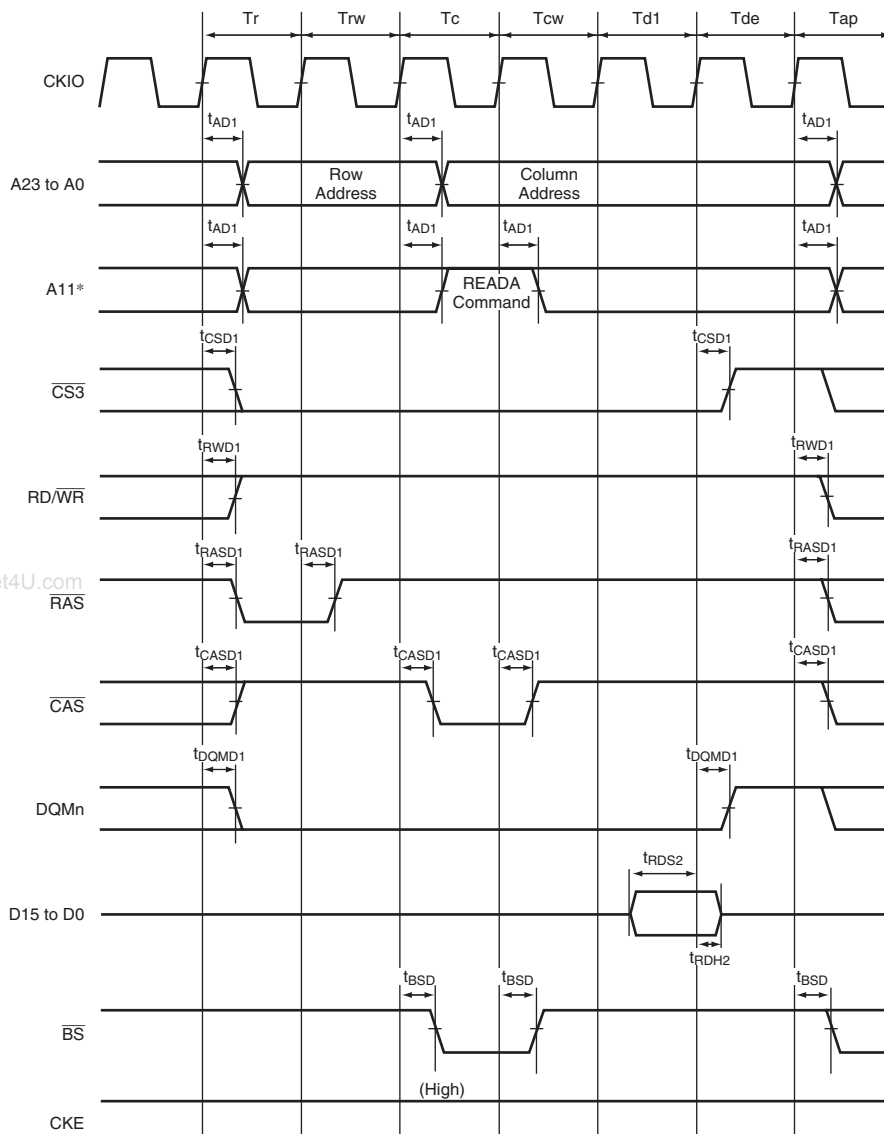 Tr Trw Tc Tcw Td1 Tde Tap
CKIO
tAD1 tAD1 tAD1
A23 to A0 Row Address Column Address
tAD1 tAD1 tAD1 tAD1
A11* READA Command
tCSD1 tCSD1
CS3
tRWD1 tRWD1
RD/WR
tRASD1 tRASD1 tRASD1
et4U.com
RAS
tCASD1 tCASD1 tCASD1 tCASD1
CAS
tDQMD1 tDQMD1
DQMn
tRDS2
D15 to D0
tRDH2
tBSD tBSD tBSD
BS
(High)
CKE